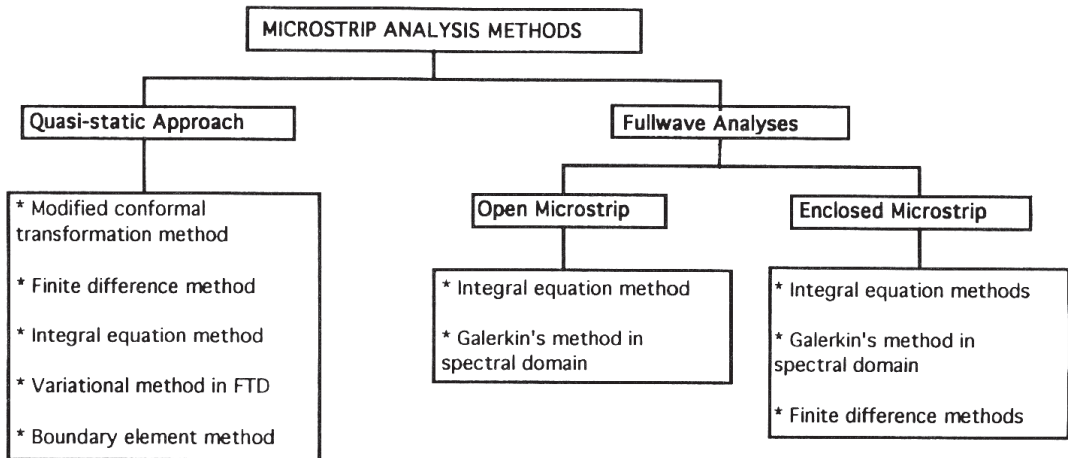 MICROSTRIP ANALYSIS METHODS
Quasi-static Approach
Fullwave Analyses
* Modified conformal
transformation method
* Finite difference method
* Integral equation method
* Variational method in FTD
* Boundary element method
Open Microstrip
* Integral equation method
* Galerkin's method in
spectral domain
Enclosed Microstrip
* Integral equation methods
* Galerkin's method in
spectral domain
* Finite difference methods